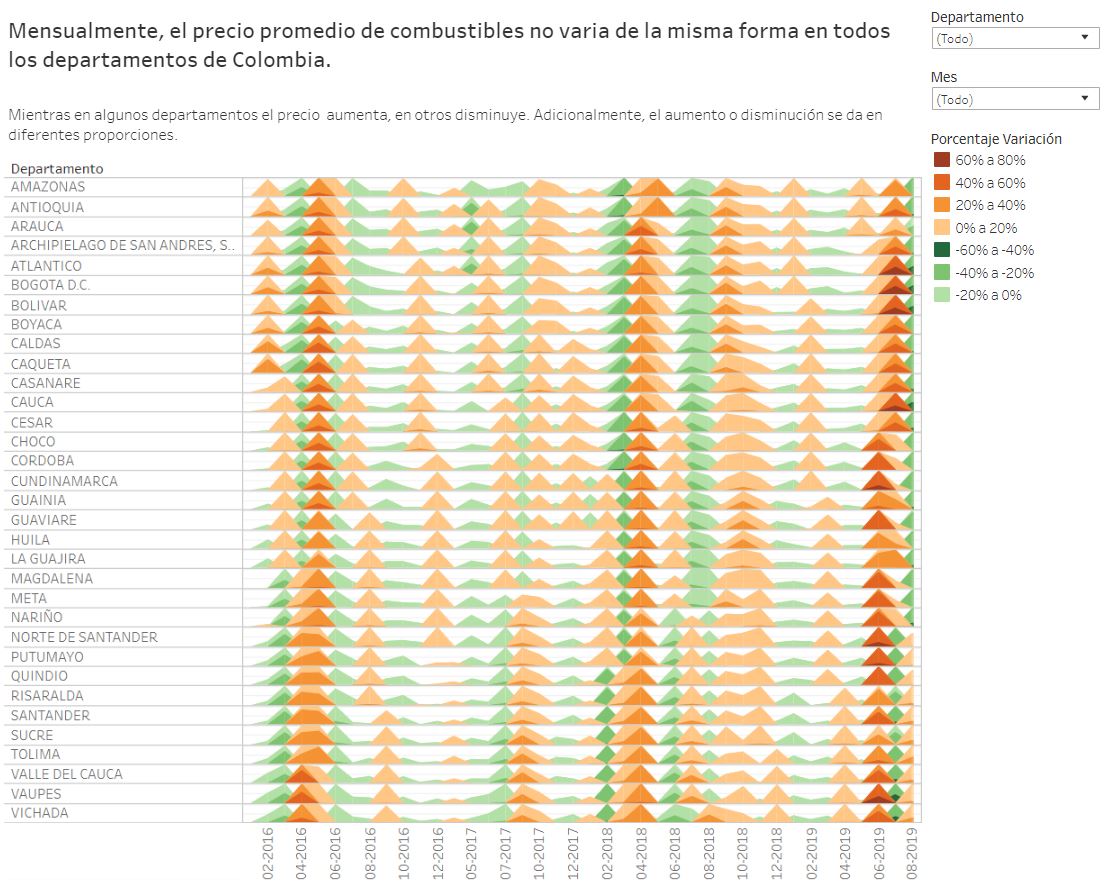 Mensualmente, el precio promedio de combustibles no varia de la misma forma en todos
los departamentos de Colombia.
Mientras en algunos departamentos el precio aumenta, en otros disminuye. Adicionalmente, el aumento o disminución se da en
diferentes proporciones.
Departamento
(Todo)
Mes
(Todo)
Porcentaje Variación
60% a 80%
40% a 60%
20% a 40%
0% a 20%
-60% a -40%
-40% a -20%
-20% a 0%
Departamento
AMAZONAS
ANTIOQUIA
ARAUCA
ARCHIPIELAGO DE SAN ANDRES, S..
ATLANTICO
BOGOTA D.C.
BOLIVAR
BOYACA
CALDAS
CAQUETA
CASANARE
CAUCA
CESAR
CHOCO
CORDOBA
CUNDINAMARCA
GUAINIA
GUAVIARE
HUILA
LA GUAJIRA
MAGDALENA
META
NARIÑO
NORTE DE SANTANDER
PUTUMAYO
QUINDIO
RISARALDA
SANTANDER
SUCRE
TOLIMA
VALLE DEL CAUCA
VAUPES
VICHADA
02-2016
04-2016
06-2016
08-2016
10-2016
12-2016
05-2017
07-2017
10-2017
12-2017
02-2018
04-2018
06-2018
08-2018
10-2018
12-2018
02-2019
04-2019
06-2019
08-2019